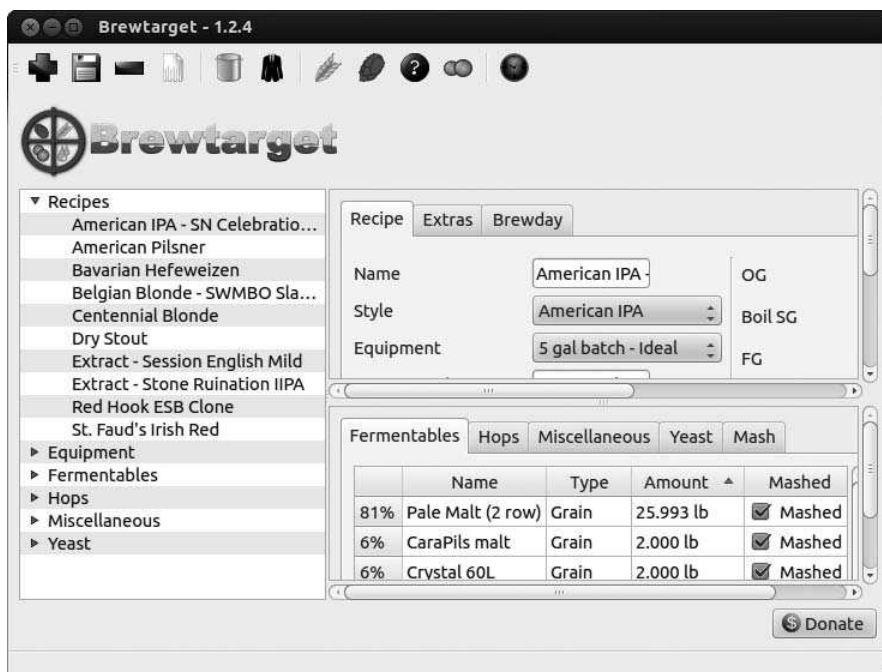 Brewtarget - 1.2.4
Brewtarget
Recipes
American IPA - SN Celebratio...
American Pilsner
Bavarian Hefeweizen
Belgian Blonde - SWMBO Sla...
Centennial Blonde
Dry Stout
Extract - Session English Mild
Extract - Stone Ruination IIPA
Red Hook ESB Clone
St. Faud's Irish Red
Equipment
Fermentables
Hops
Miscellaneous
Yeast
Recipe Extras Brewday
Name American IPA - OG
Style American IPA Boil SG
Equipment 5 gal batch - Ideal FG
Fermentables Hops Miscellaneous Yeast Mash
Name Type Amount Mashed
81% Pale Malt (2 row) Grain 25.993 lb Mashed
6% CaraPils malt Grain 2.000 lb Mashed
6% Crystal 60L Grain 2.000 lb Mashed
Donate